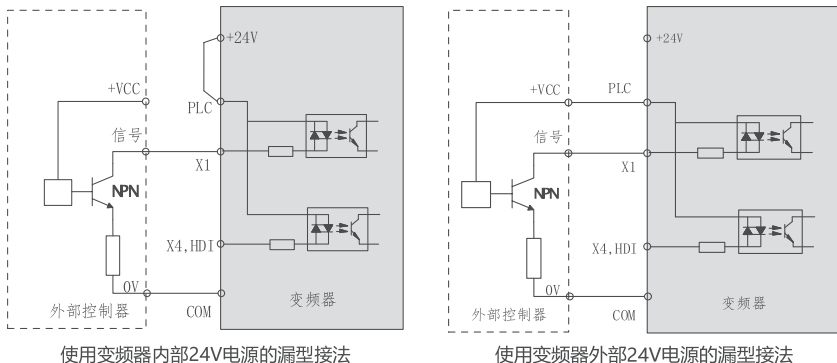 +24V
+VCC
PLC
信号
X1
NPN
X4,HDI
0V
外部控制器
COM
变频器
使用变频器内部24V电源的漏型接法
+24V
+VCC
PLC
信号
X1
NPN
X4,HDI
0V
外部控制器
COM
变频器
使用变频器外部24V电源的漏型接法